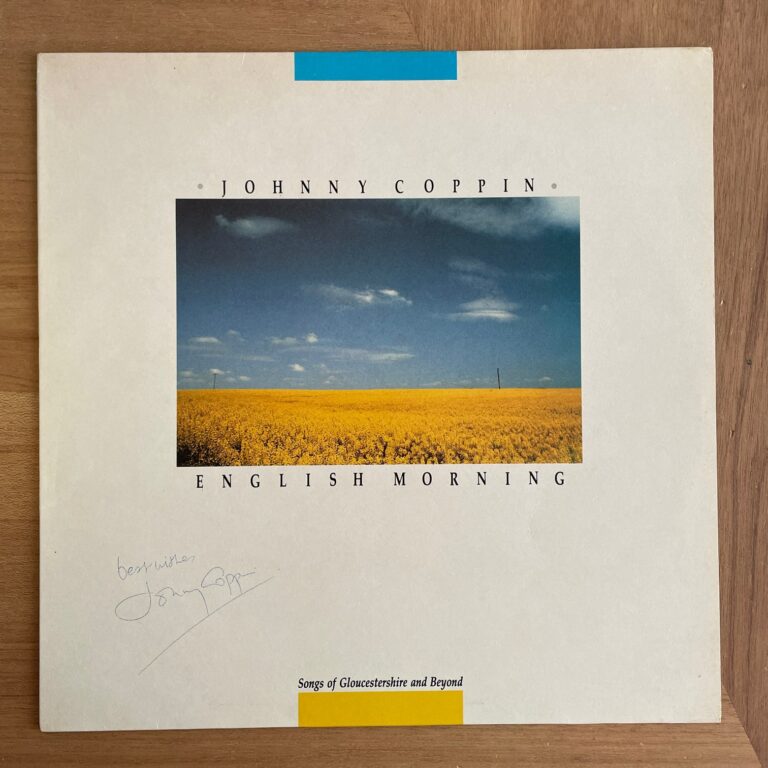 JOHNNY COPPIN
ENGLISH MORNING
best wishes
Johnny Coppin
Songs of Gloucestershire and Beyond